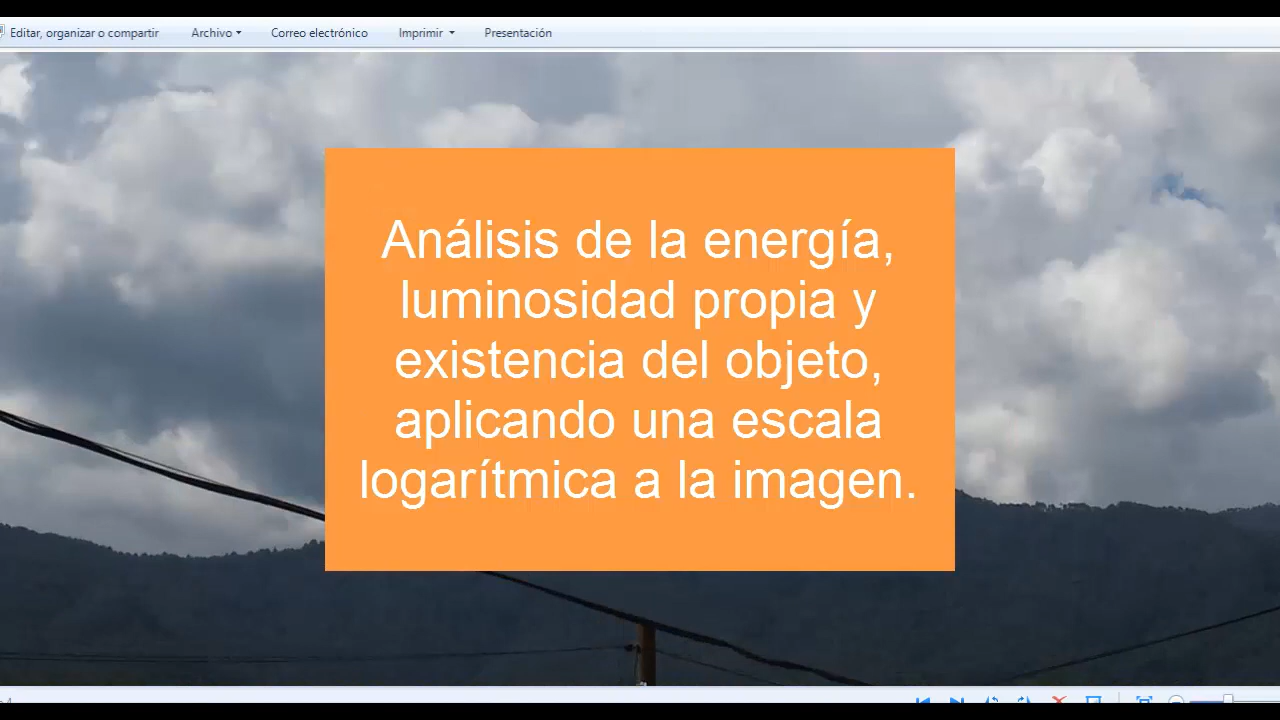 Editar, organizar o compartir Archivo Correo electrónico Imprimir Presentación
Análisis de la energía,
luminosidad propia y
existencia del objeto,
aplicando una escala
logarítmica a la imagen.